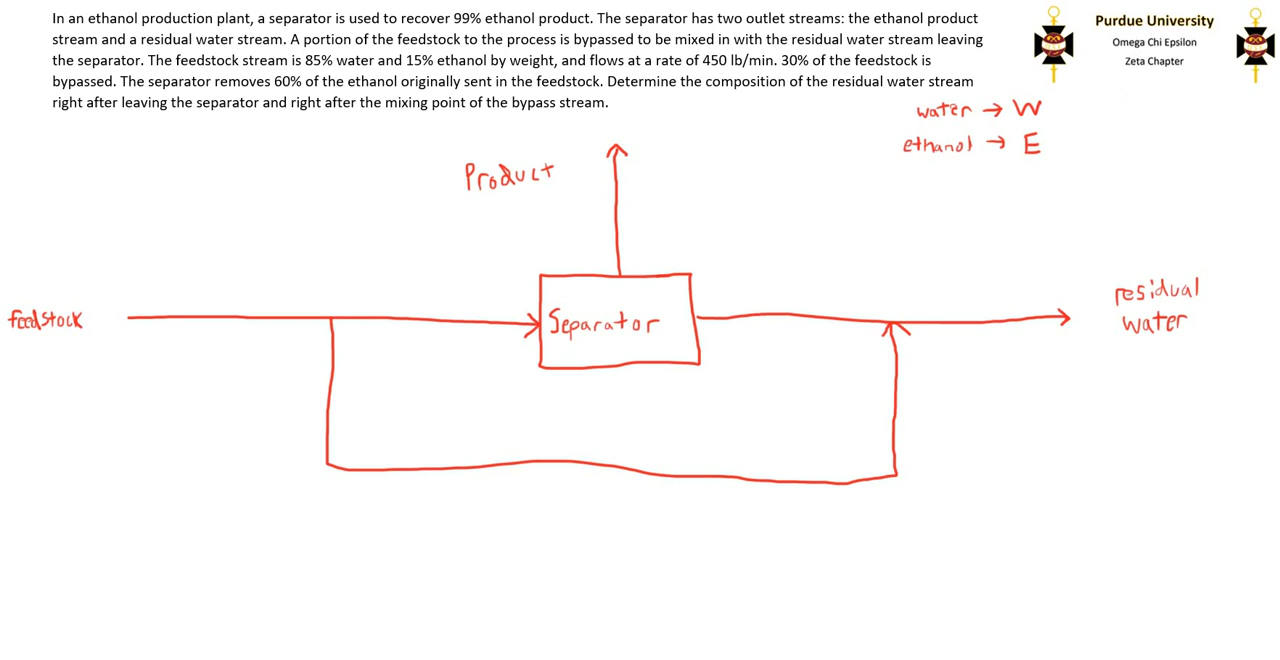 In an ethanol production plant, a separator is used to recover 99% ethanol product. The separator has two outlet streams: the ethanol product
stream and a residual water stream. A portion of the feedstock to the process is bypassed to be mixed in with the residual water stream leaving
the separator. The feedstock stream is 85% water and 15% ethanol by weight, and flows at a rate of 450 lb/min. 30% of the feedstock is
bypassed. The separator removes 60% of the ethanol originally sent in the feedstock. Determine the composition of the residual water stream
right after leaving the separator and right after the mixing point of the bypass stream.
Purdue University
Omega Chi Epsilon
Zeta Chapter
water → W
ethanol → E
Product
feedstock
Separator
residual
water